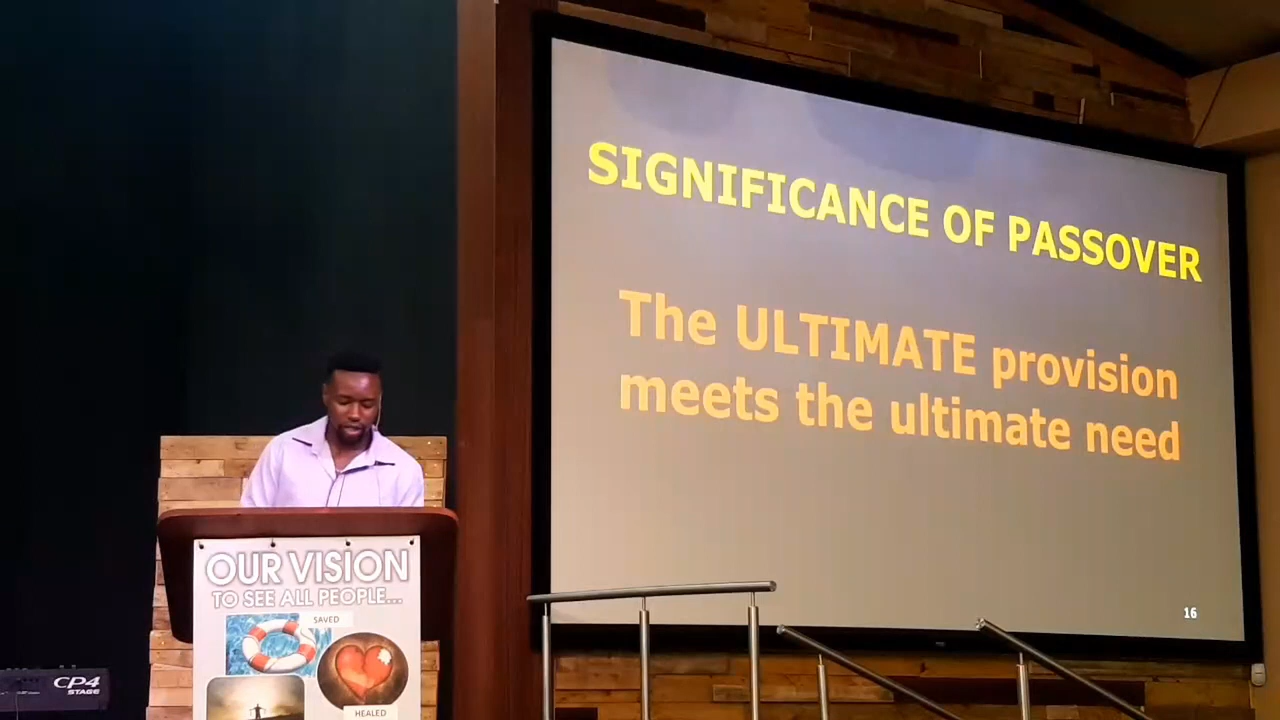 SIGNIFICANCE OF PASSOVER
The ULTIMATE provision
meets the ultimate need
16
OUR VISION
TO SEE ALL PEOPLE...
SAVED
HEALED
CP4
STAGE